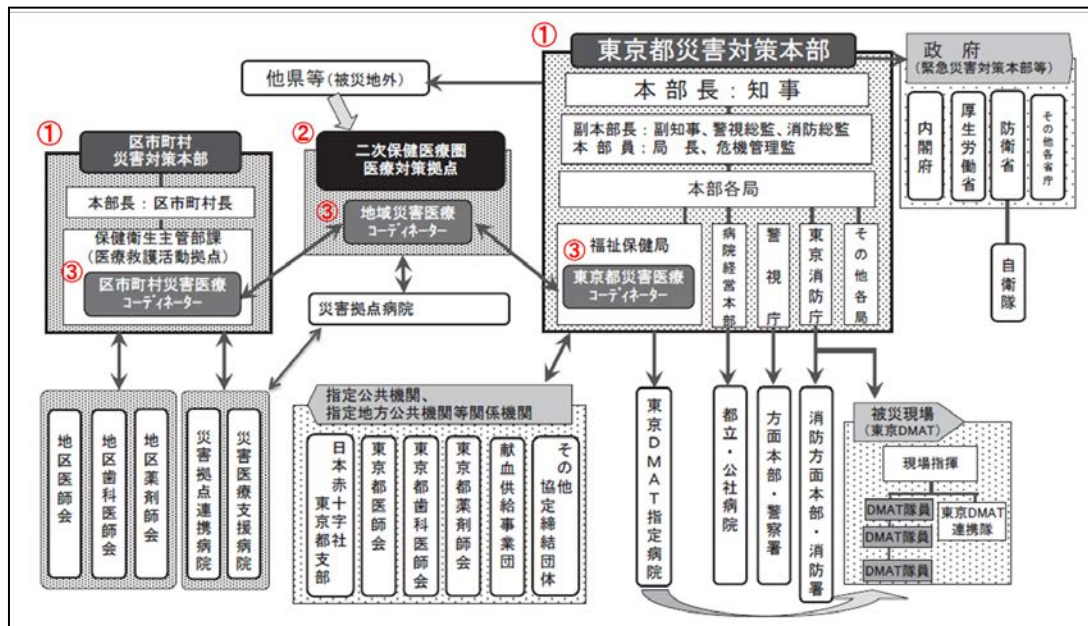 ①
東京都災害対策本部
本部長：知事
副本部長：副知事、警視総監、消防総監
本部員：局　長、危機管理監
本部各局
福祉保健局
③
東京都災害医療
コーディネーター
病院経営本部
警視庁
東京消防庁
その他各局
政　府
(緊急災害対策本部等)
内閣府
厚生労働省
防衛省
その他各省庁
自衛隊
他県等(被災地外)
②
二次保健医療圏
医療対策拠点
③
地域災害医療
コーディネーター
災害拠点病院
①
区市町村
災害対策本部
本部長：区市町村長
保健衛生主管部課
(医療救護活動拠点)
③
区市町村災害医療
コーディネーター
地区医師会
地区歯科医師会
地区薬剤師会
災害拠点連携病院
災害医療支援病院
指定公共機関、
指定地方公共機関等関係機関
日本赤十字社
東京都支部
東京都医師会
東京都歯科医師会
東京都薬剤師会
献血供給事業団
その他
協定締結団体
東京DMAT指定病院
都立・公社病院
方面本部・警察署
消防方面本部・消防署
被災現場
(東京DMAT)
現場指揮
DMAT隊員
DMAT隊員
DMAT隊員
東京DMAT
連携隊